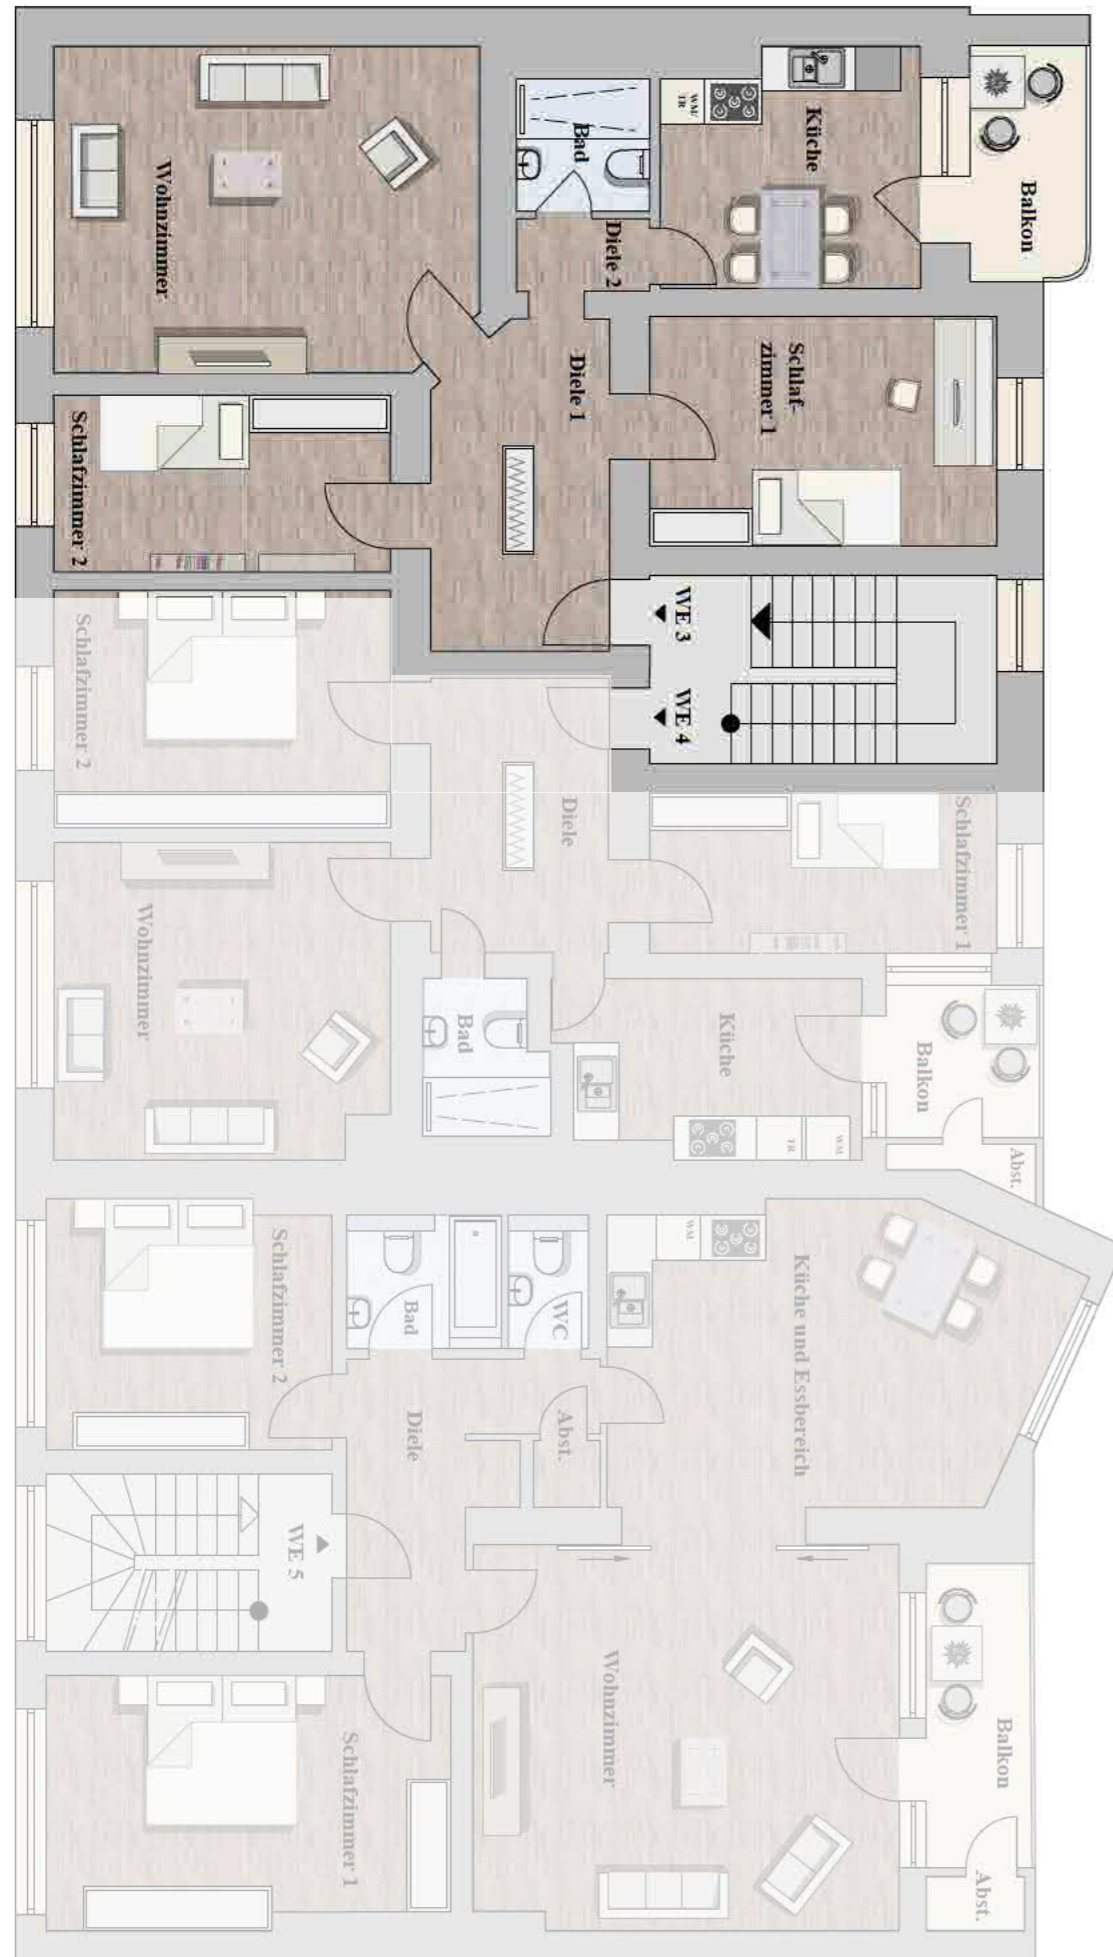 Wohnzimmer
Bad
WM/
TR
Küche
Balkon
Diele 2
Diele 1
Schlaf-
zimmer 1
Schlafzimmer 2
WE 3
WE 4
Schlafzimmer 2
Diele
Schlafzimmer 1
Wohnzimmer
Bad
Küche
TR
WM
Balkon
Abst.
Schlafzimmer 2
Bad
WC
WM
Küche und Essbereich
Diele
Abst.
WE 5
Wohnzimmer
Balkon
Schlafzimmer 1
Abst.